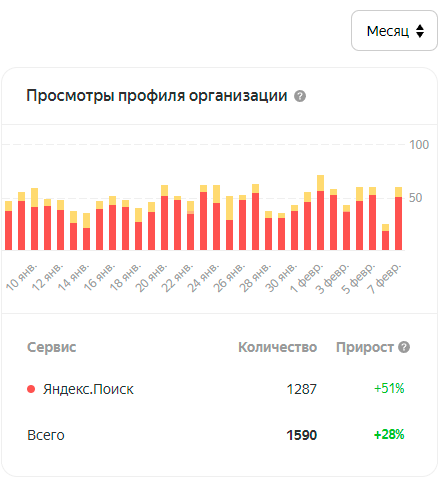 Месяц
Просмотры профиля организации ?
100
50
10 янв. 12 янв. 14 янв. 16 янв. 18 янв. 20 янв. 22 янв. 24 янв. 26 янв. 28 янв. 30 янв. 1 февр. 3 февр. 5 февр. 7 февр.
Сервис Количество Прирост ?
Яндекс.Поиск 1287 +51%
Всего 1590 +28%